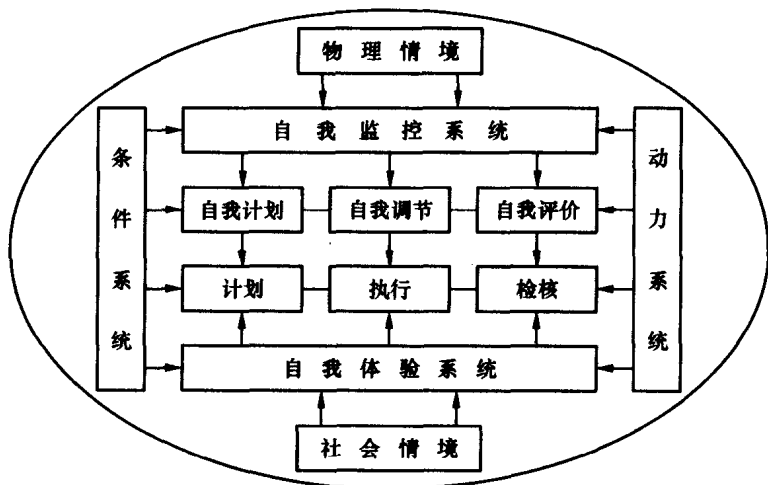 物理情境
自我监控系统
条件系统
动力系统
自我计划
自我调节
自我评价
计划
执行
检核
自我体验系统
社会情境